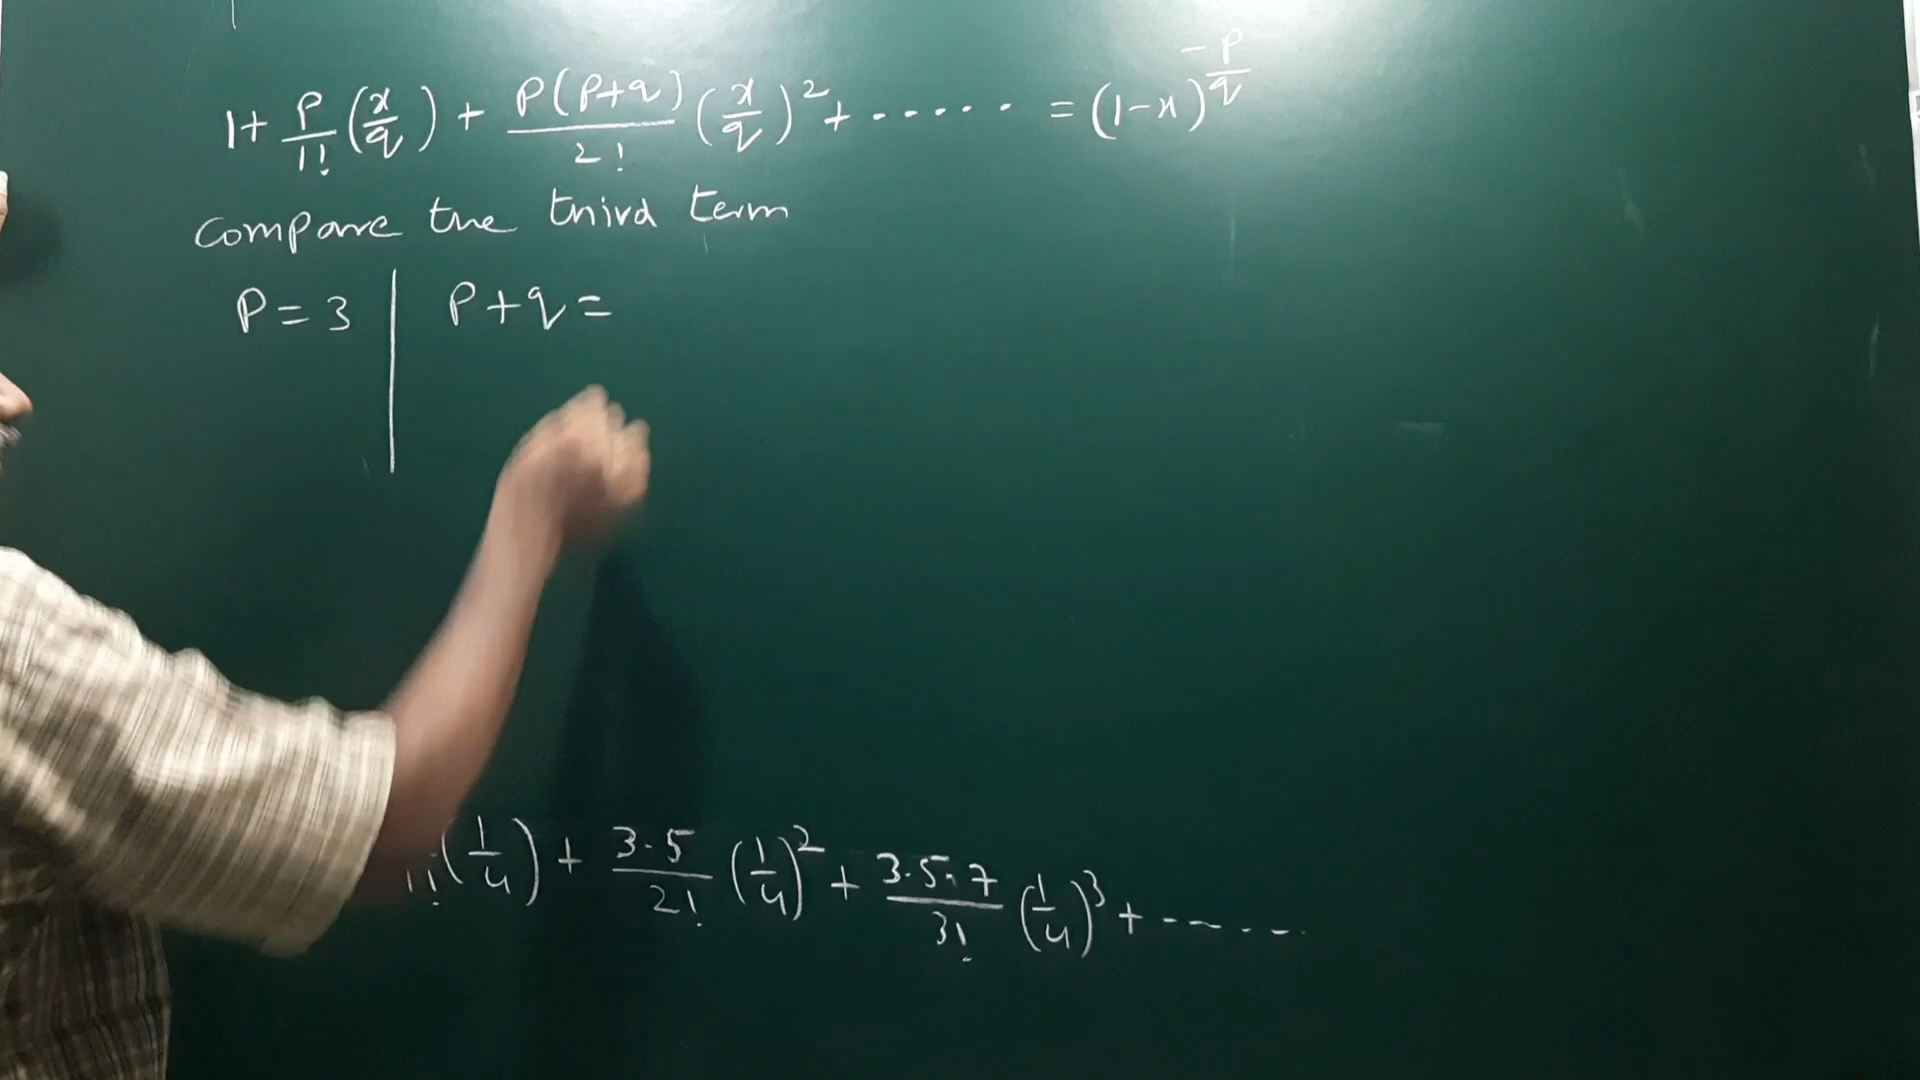 1 + P/1! (x/q) + P(P+q)/2! (x/q)² + ...... = (1-x)^(-P/q)
compare the third term
P = 3 | P + q =
1! (1/4) + 3·5/2! (1/4)² + 3·5·7/3! (1/4)³ + ......